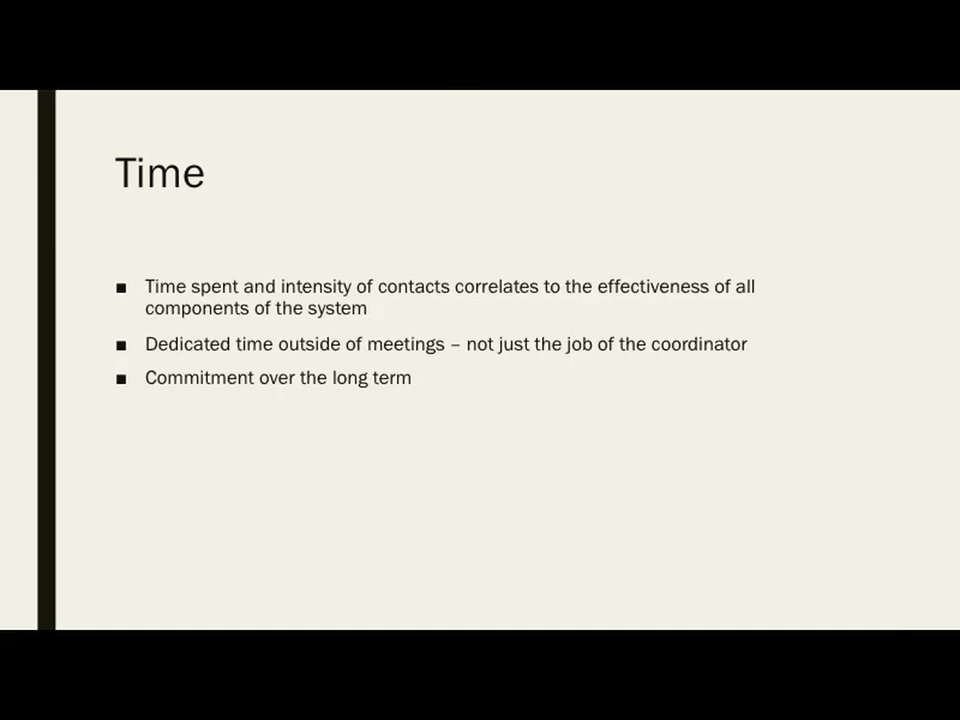 Time
■ Time spent and intensity of contacts correlates to the effectiveness of all
components of the system
■ Dedicated time outside of meetings – not just the job of the coordinator
■ Commitment over the long term